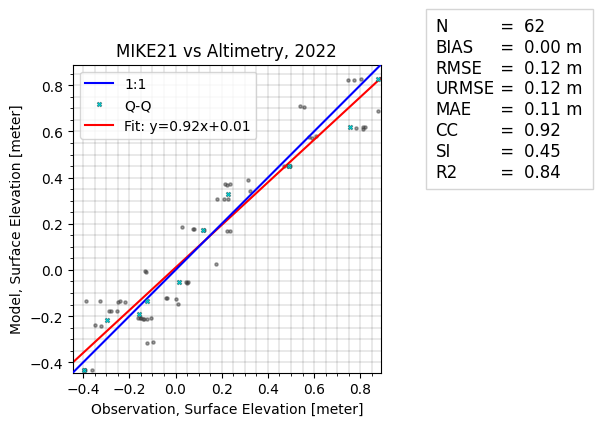 MIKE21 vs Altimetry, 2022
1:1
Q-Q
Fit: y=0.92x+0.01
Model, Surface Elevation [meter]
0.8
0.6
0.4
0.2
0.0
−0.2
−0.4
−0.4 −0.2 0.0 0.2 0.4 0.6 0.8
Observation, Surface Elevation [meter]
N = 62
BIAS = 0.00 m
RMSE = 0.12 m
URMSE = 0.12 m
MAE = 0.11 m
CC = 0.92
SI = 0.45
R2 = 0.84